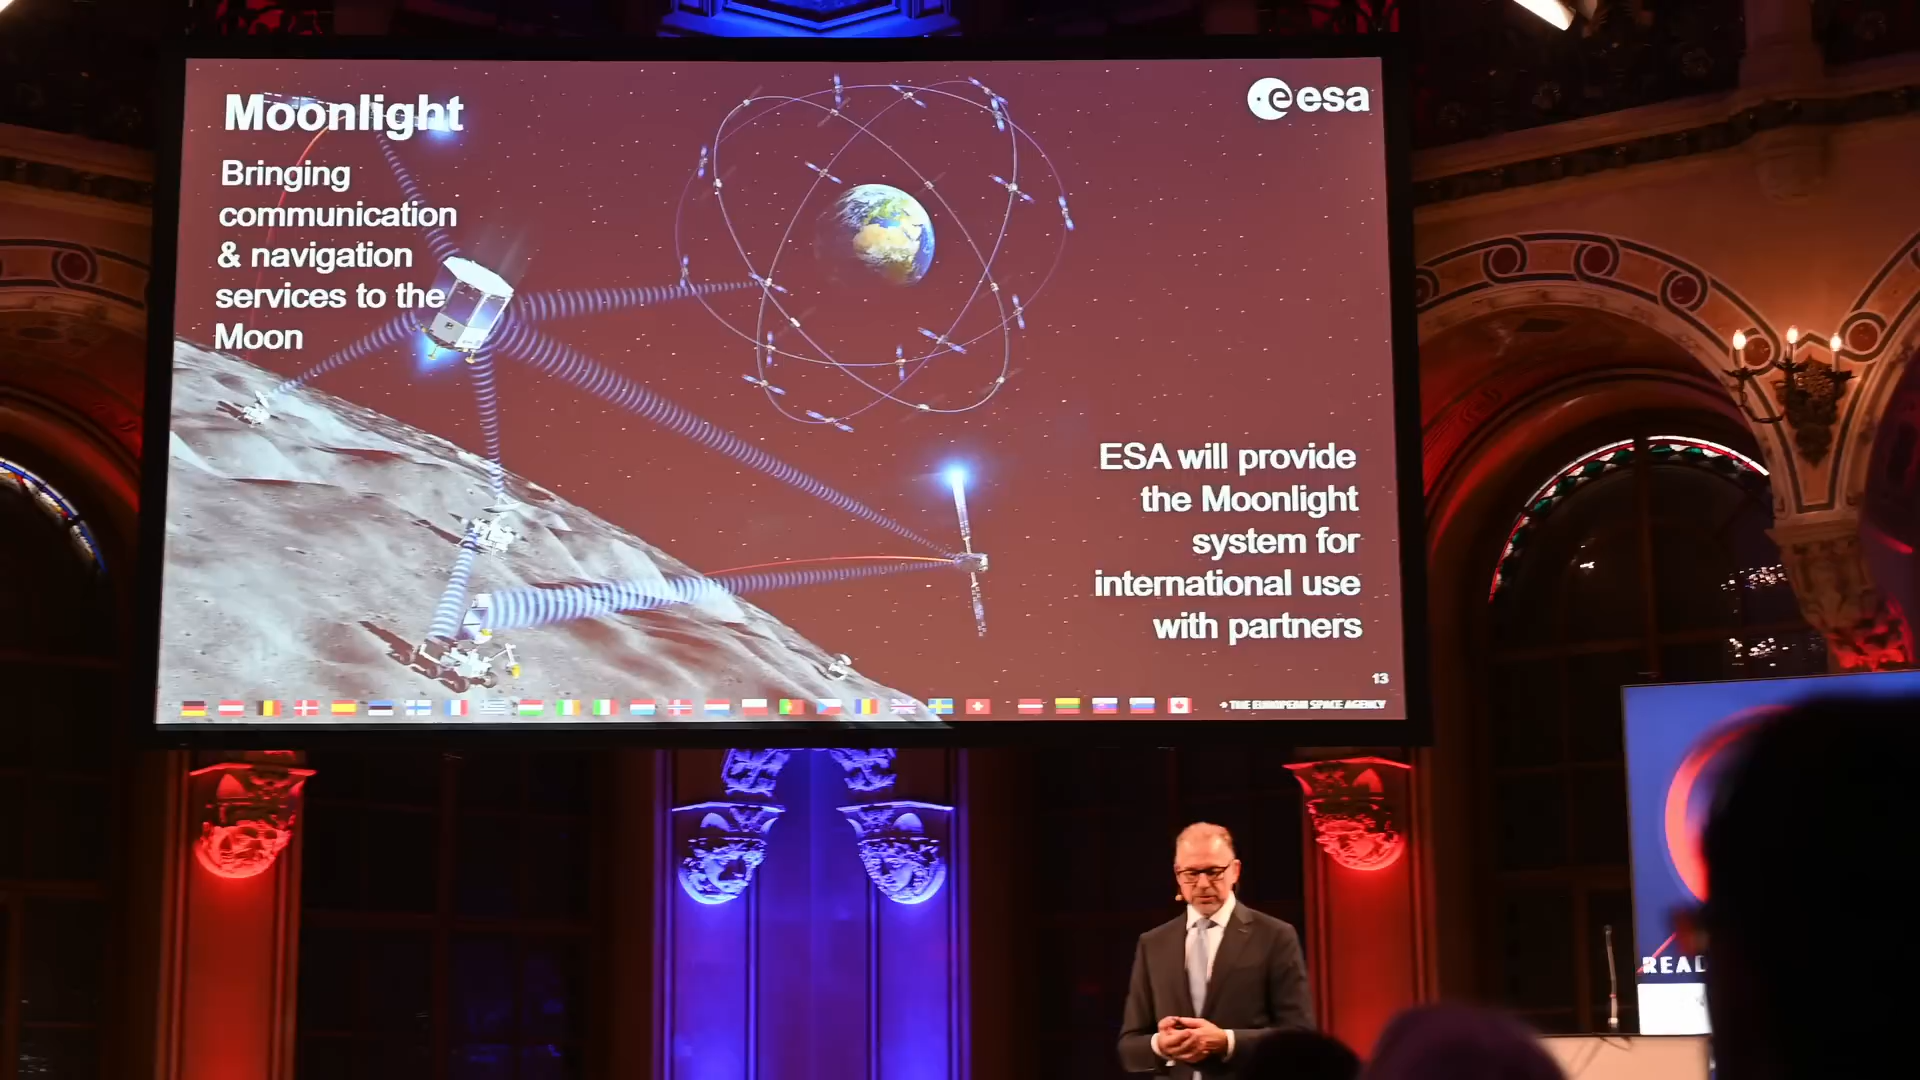 Moonlight
Bringing
communication
& navigation
services to the
Moon
esa
ESA will provide
the Moonlight
system for
international use
with partners
13
→ THE EUROPEAN SPACE AGENCY
READ